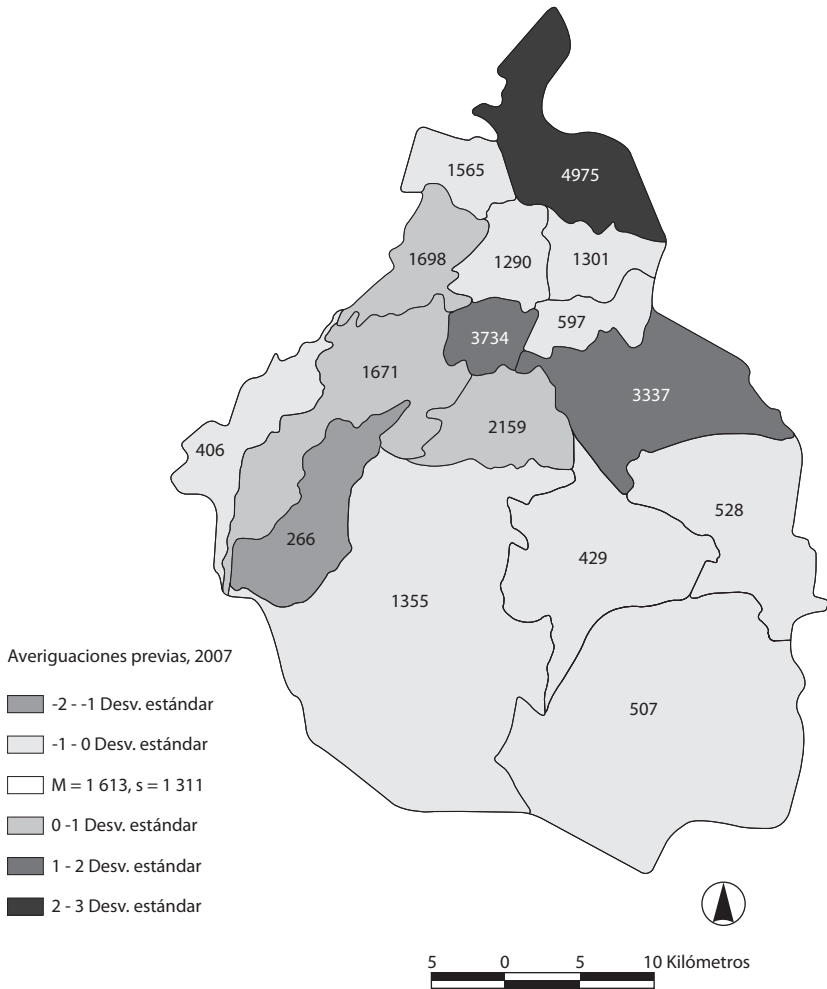 1565
4975
1698
1290
1301
597
3734
1671
3337
2159
406
528
266
429
1355
507
Averiguaciones previas, 2007
-2 - -1 Desv. estándar
-1 - 0 Desv. estándar
M = 1 613, s = 1 311
0 -1 Desv. estándar
1 - 2 Desv. estándar
2 - 3 Desv. estándar
5 0 5 10 Kilómetros